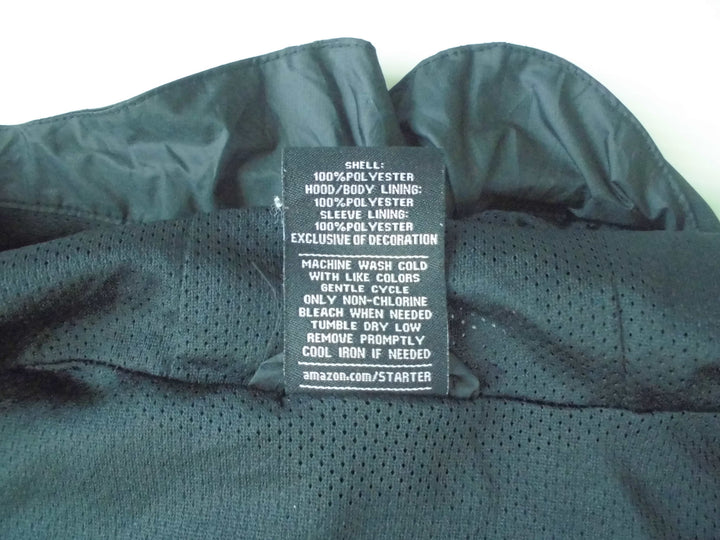 SHELL:
100%POLYESTER
HOOD/BODY LINING:
100%POLYESTER
SLEEVE LINING:
100%POLYESTER
EXCLUSIVE OF DECORATION
MACHINE WASH COLD
WITH LIKE COLORS
GENTLE CYCLE
ONLY NON-CHLORINE
BLEACH WHEN NEEDED
TUMBLE DRY LOW
REMOVE PROMPTLY
COOL IRON IF NEEDED
amazon.com/STARTER